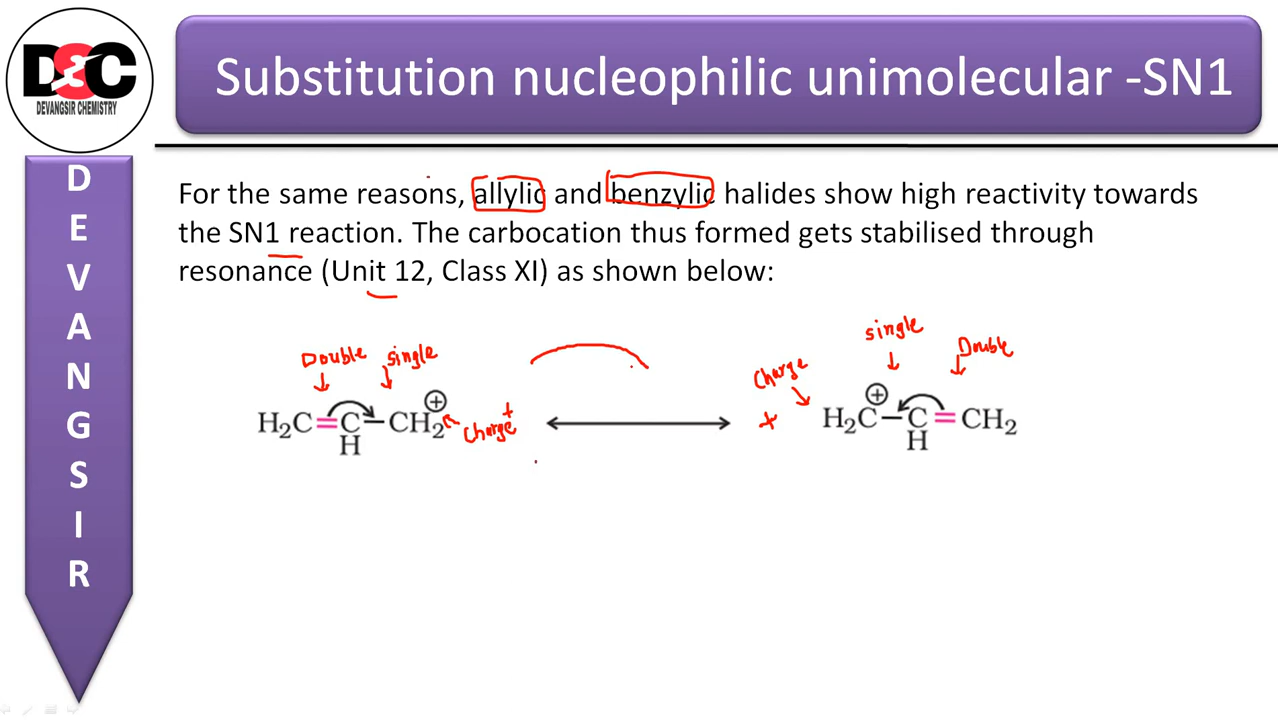 DSC
DEVANGSIR CHEMISTRY
Substitution nucleophilic unimolecular -SN1
D
E
V
A
N
G
S
I
R
For the same reasons, allylic and benzylic halides show high reactivity towards
the SN1 reaction. The carbocation thus formed gets stabilised through
resonance (Unit 12, Class XI) as shown below:
Double single
H₂C=C–CH₂ ⊕
H
charge +
single
Double
charge
+
⊕
H₂C–C=CH₂
H